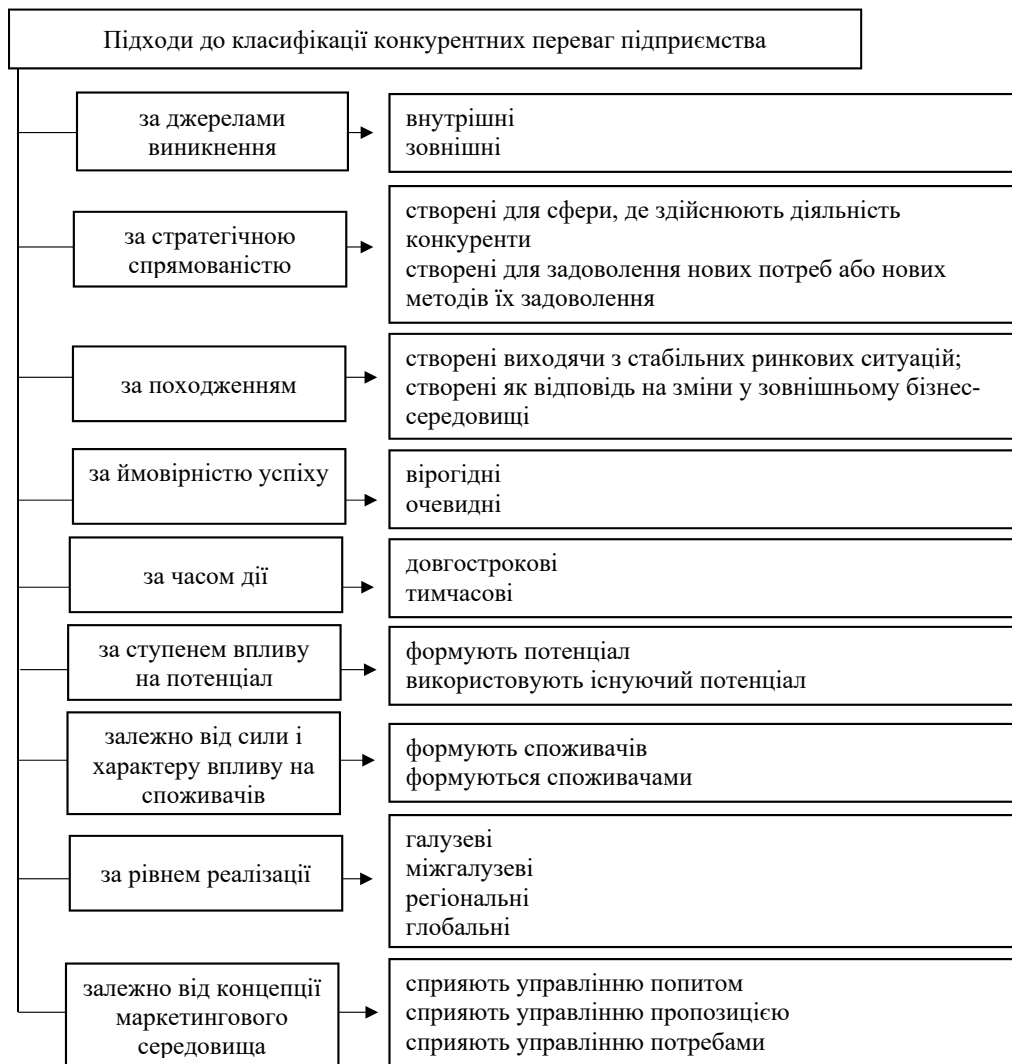 Підходи до класифікації конкурентних переваг підприємства
за джерелами
виникнення
внутрішні
зовнішні
за стратегічною
спрямованістю
створені для сфери, де здійснюють діяльність
конкуренти
створені для задоволення нових потреб або нових
методів їх задоволення
за походженням
створені виходячи з стабільних ринкових ситуацій;
створені як відповідь на зміни у зовнішньому бізнес-
середовищі
за ймовірністю успіху
вірогідні
очевидні
за часом дії
довгострокові
тимчасові
за ступенем впливу
на потенціал
формують потенціал
використовують існуючий потенціал
залежно від сили і
характеру впливу на
споживачів
формують споживачів
формуються споживачами
за рівнем реалізації
галузеві
міжгалузеві
регіональні
глобальні
залежно від концепції
маркетингового
середовища
сприяють управлінню попитом
сприяють управлінню пропозицією
сприяють управлінню потребами